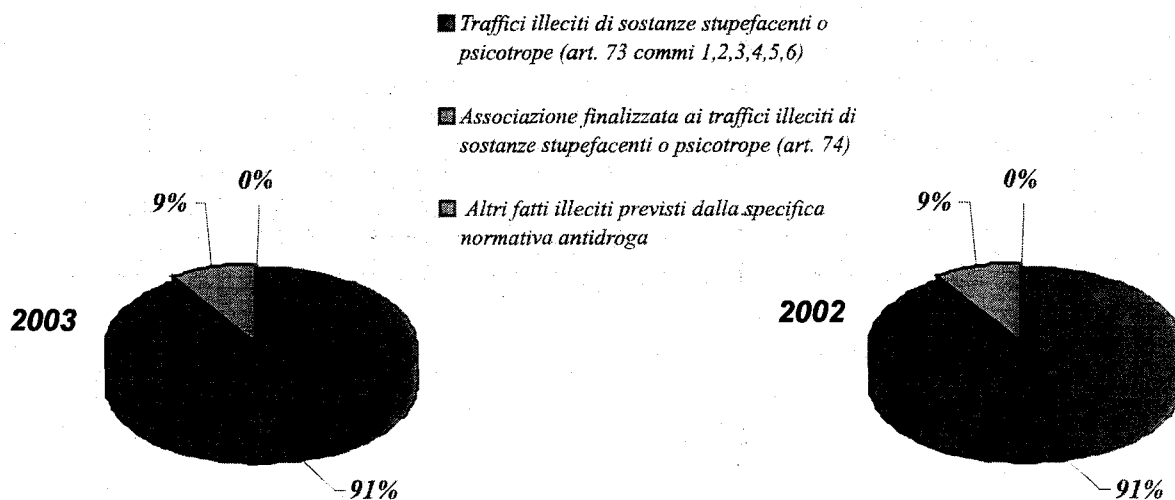 Traffici illeciti di sostanze stupefacenti o
psicotrope (art. 73 commi 1,2,3,4,5,6)
Associazione finalizzata ai traffici illeciti di
sostanze stupefacenti o psicotrope (art. 74)
Altri fatti illeciti previsti dalla specifica
normativa antidroga
0%
9%
2003
91%
0%
9%
2002
91%